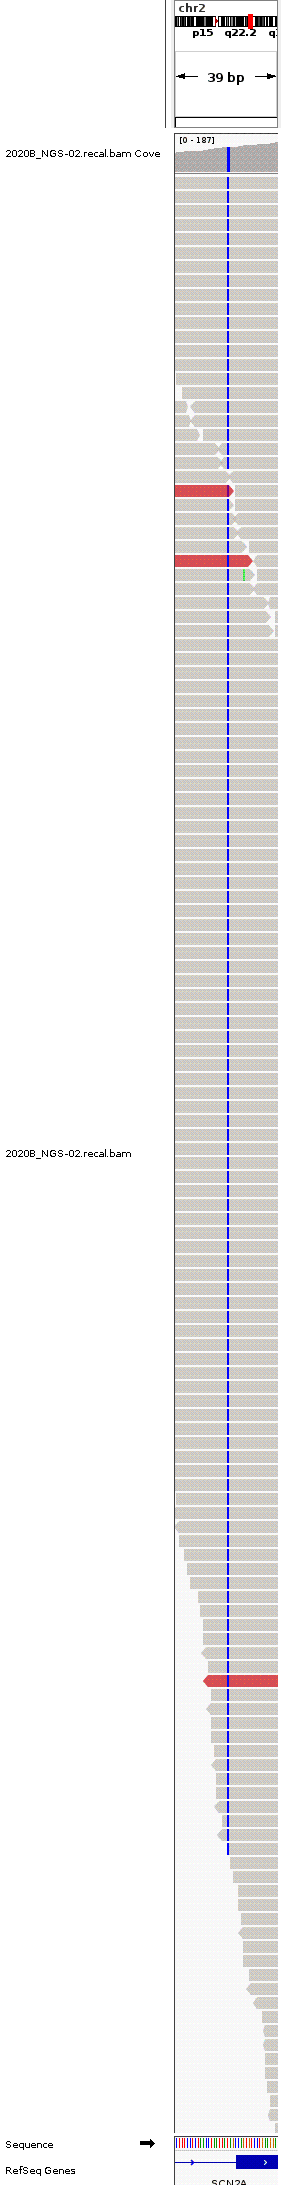 chr2
p15 q22.2 q:
39 bp
[0 - 187]
2020B_NGS-02.recal.bam Cove
2020B_NGS-02.recal.bam
Sequence
RefSeq Genes
SCN2A